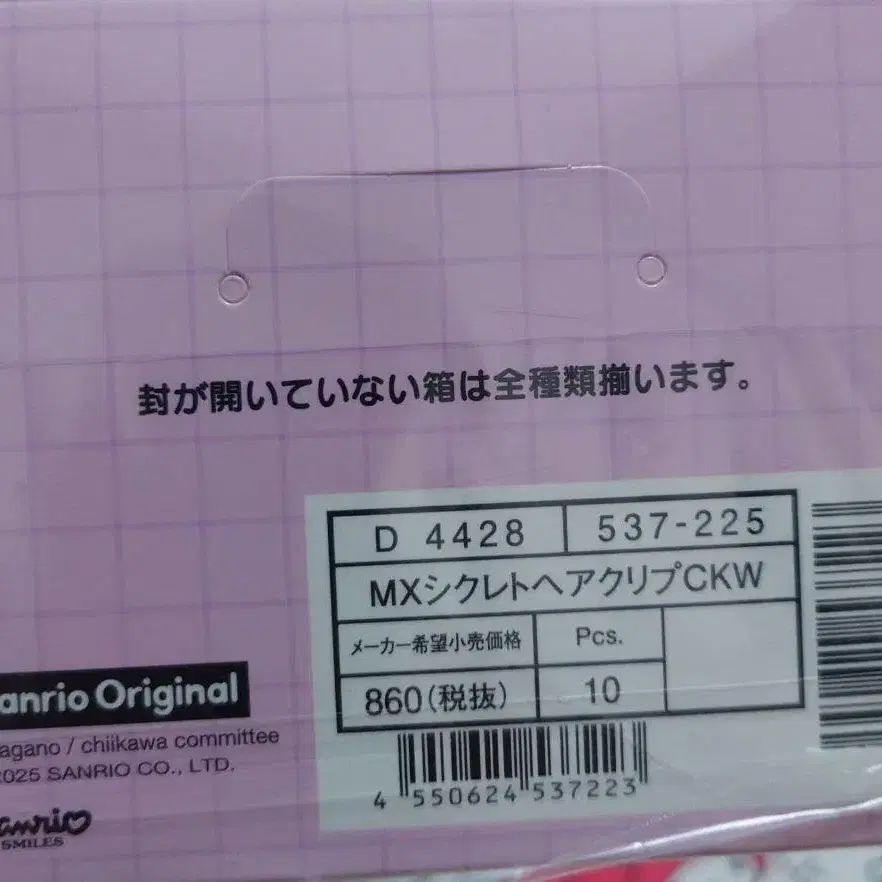 封が開いていない箱は全種類揃います。
D 4428 537-225
MXシクレトヘアクリプCKW
メーカー希望小売価格 Pcs.
860(税抜) 10
4 550624 537223
anrio Original
agano / chiikawa committee
2025 SANRIO CO., LTD.
anrio
SMILES